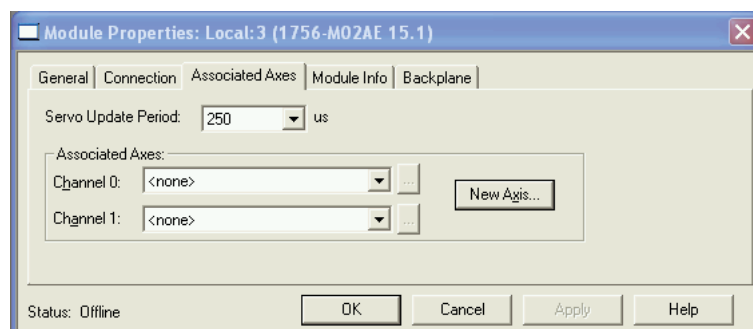 Module Properties: Local:3 (1756-M02AE 15.1)
General Connection Associated Axes Module Info Backplane
Servo Update Period: 250 us
Associated Axes:
Channel 0: <none> ...
New Axis...
Channel 1: <none> ...
Status: Offline OK Cancel Apply Help